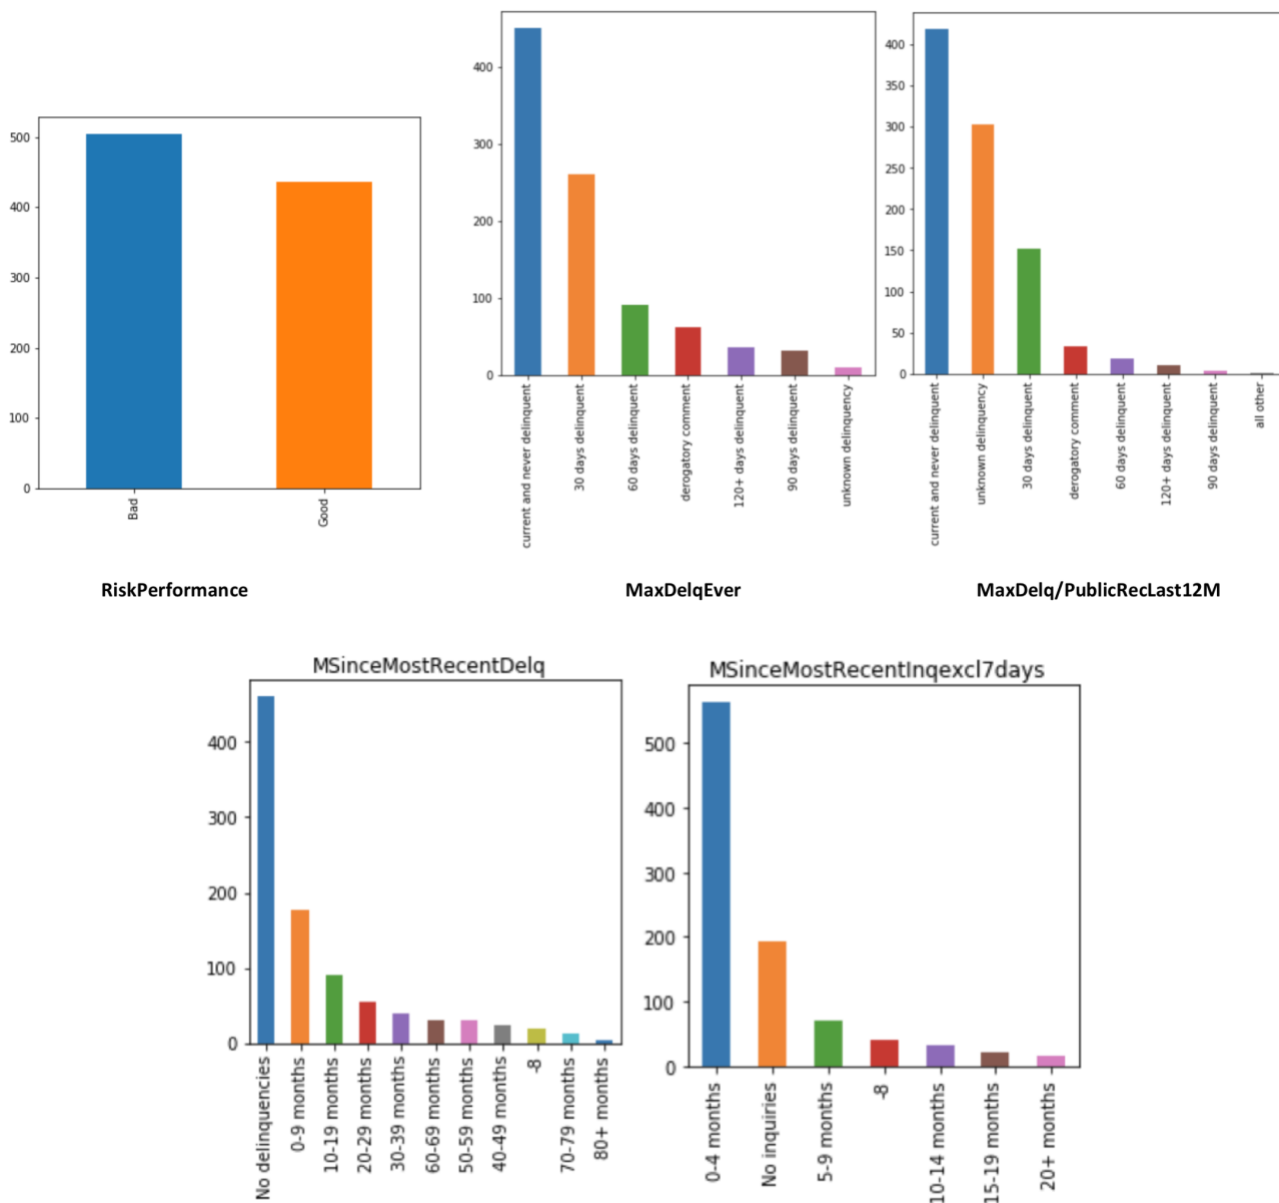 500
400
300
200
100
0
Bad
Good
RiskPerformance
400
300
200
100
0
current and never delinquent
30 days delinquent
60 days delinquent
derogatory comment
120+ days delinquent
90 days delinquent
unknown delinquency
MaxDelqEver
400
350
300
250
200
150
100
50
0
current and never delinquent
unknown delinquency
30 days delinquent
derogatory comment
60 days delinquent
120+ days delinquent
90 days delinquent
all other
MaxDelq/PublicRecLast12M
MSinceMostRecentDelq
400
300
200
100
0
No delinquencies
0-9 months
10-19 months
20-29 months
30-39 months
60-69 months
50-59 months
40-49 months
-8
70-79 months
80+ months
MSinceMostRecentInqexcl7days
500
400
300
200
100
0
0-4 months
No inquiries
5-9 months
-8
10-14 months
15-19 months
20+ months